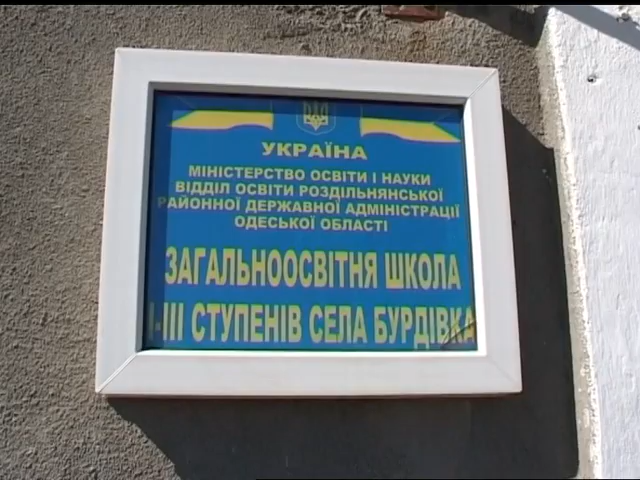 УКРАЇНА
МІНІСТЕРСТВО ОСВІТИ І НАУКИ
ВІДДІЛ ОСВІТИ РОЗДІЛЬНЯНСЬКОЇ
РАЙОННОЇ ДЕРЖАВНОЇ АДМІНІСТРАЦІЇ
ОДЕСЬКОЇ ОБЛАСТІ
ЗАГАЛЬНООСВІТНЯ ШКОЛА
І-ІІІ СТУПЕНІВ СЕЛА БУРДІВКА